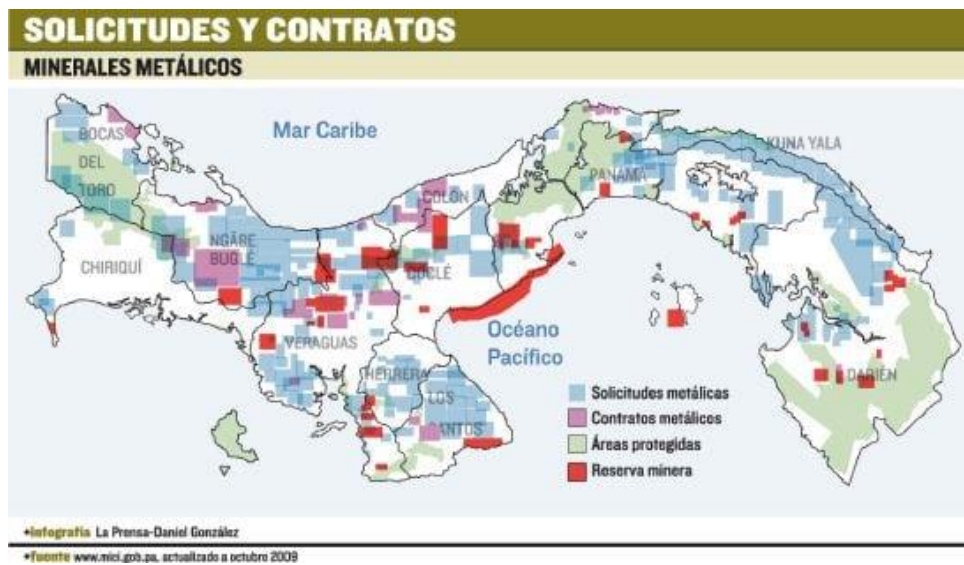 SOLICITUDES Y CONTRATOS
MINERALES METÁLICOS
Mar Caribe
BOCAS
DEL
TORO
KUNA YALA
PANAMÁ
COLON
NGÄRE
BUGLÉ
CHIRIQUÍ
COCLÉ
VERAGUAS
Océano
Pacífico
HERRERA
LOS
SANTOS
DARIÉN
Solicitudes metálicas
Contratos metálicos
Áreas protegidas
Reserva minera
+Infografía La Prensa-Daniel González
+fuente www.mici.gob.pa, actualizado a octubre 2009